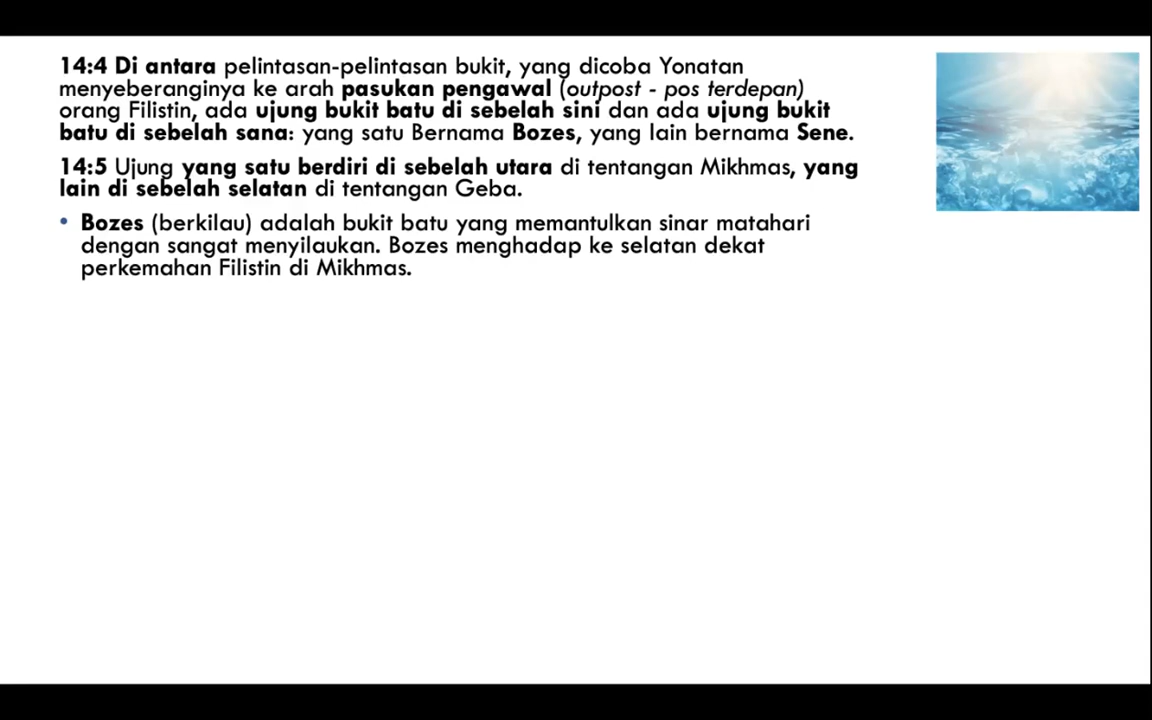 14:4 Di antara pelintasan-pelintasan bukit, yang dicoba Yonatan
menyeberanginya ke arah pasukan pengawal (outpost - pos terdepan)
orang Filistin, ada ujung bukit batu di sebelah sini dan ada ujung bukit
batu di sebelah sana: yang satu Bernama Bozes, yang lain bernama Sene.
14:5 Ujung yang satu berdiri di sebelah utara di tentangan Mikhmas, yang
lain di sebelah selatan di tentangan Geba.
• Bozes (berkilau) adalah bukit batu yang memantulkan sinar matahari
dengan sangat menyilaukan. Bozes menghadap ke selatan dekat
perkemahan Filistin di Mikhmas.